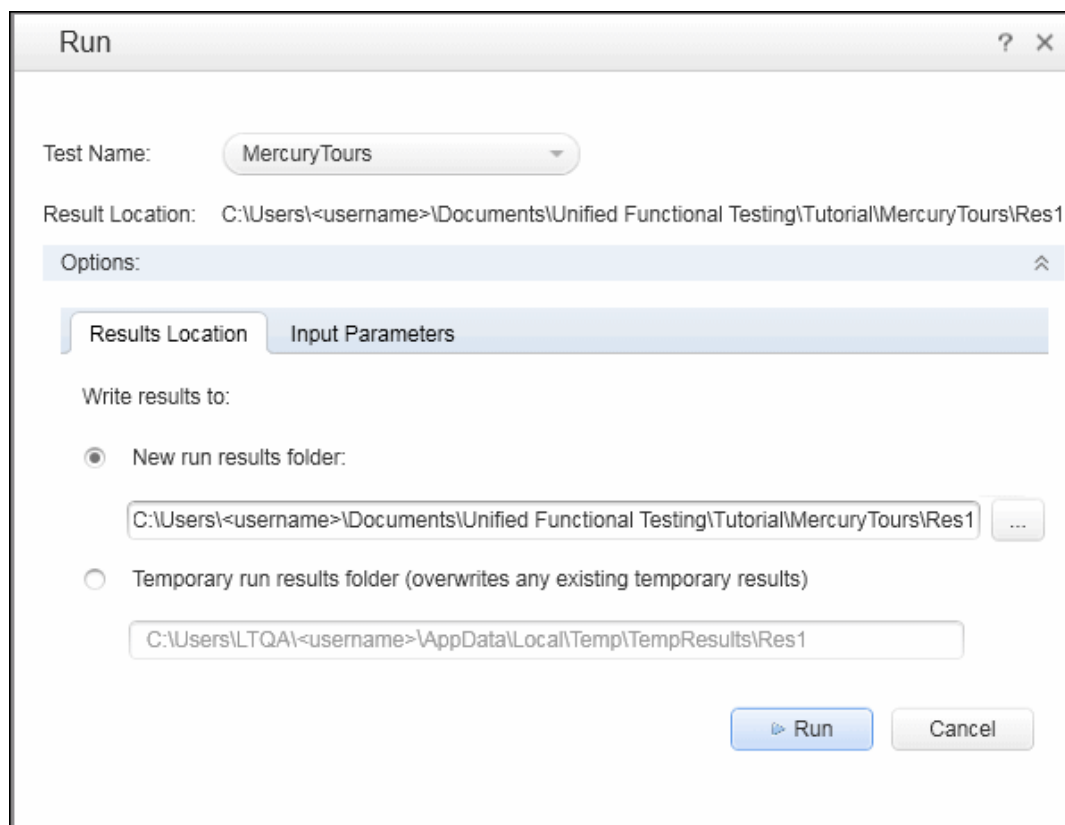 Run
?
Test Name: MercuryTours
Result Location: C:\Users\<username>\Documents\Unified Functional Testing\Tutorial\MercuryTours\Res1
Options:
Results Location Input Parameters
Write results to:
New run results folder:
C:\Users\<username>\Documents\Unified Functional Testing\Tutorial\MercuryTours\Res1 ...
Temporary run results folder (overwrites any existing temporary results)
C:\Users\LTQA\<username>\AppData\Local\Temp\TempResults\Res1
Run Cancel